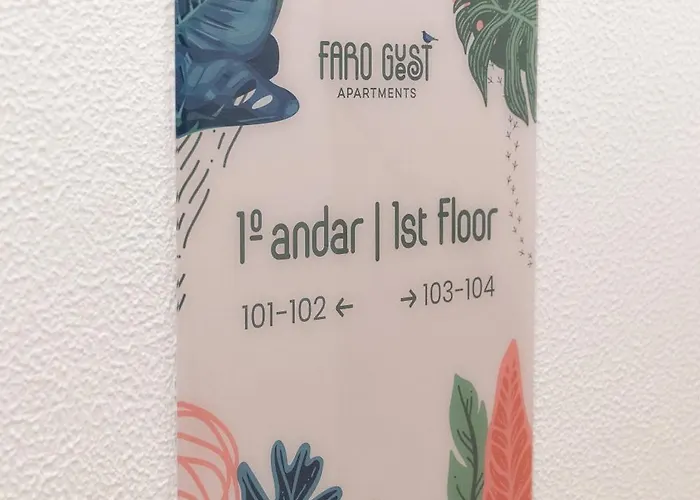 FARO GUeST
APARTMENTS
1º andar | 1st Floor
101-102 ← → 103-104